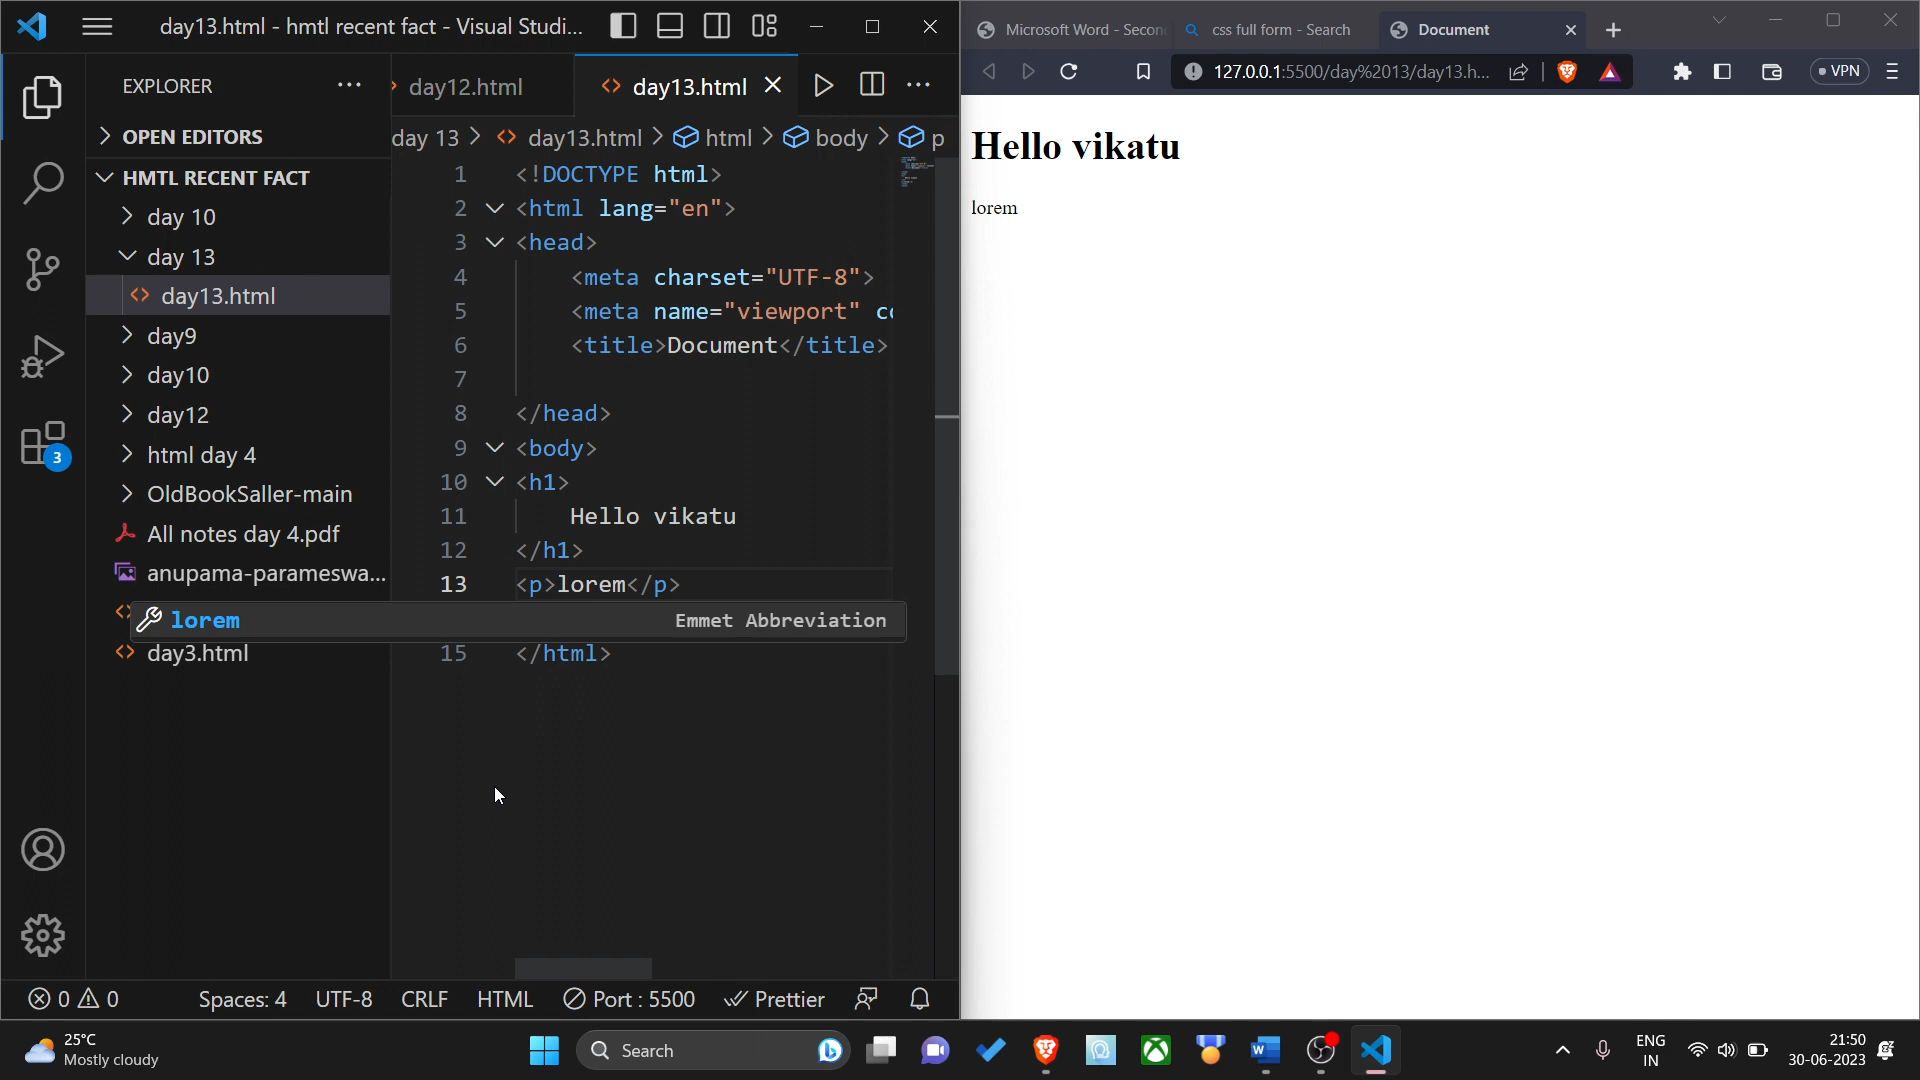 day13.html - hmtl recent fact - Visual Studi...
EXPLORER
OPEN EDITORS
HMTL RECENT FACT
day 10
day 13
day13.html
day9
day10
day12
html day 4
OldBookSaller-main
All notes day 4.pdf
anupama-parameswa...
day3.html
3
day12.html
day13.html
day 13 > day13.html > html > body > p
1 <!DOCTYPE html>
2 <html lang="en">
3 <head>
4 <meta charset="UTF-8">
5 <meta name="viewport" co
6 <title>Document</title>
7
8 </head>
9 <body>
10 <h1>
11 Hello vikatu
12 </h1>
13 <p>lorem</p>
lorem Emmet Abbreviation
15 </html>
0 0 Spaces: 4 UTF-8 CRLF HTML Port : 5500 Prettier
Microsoft Word - Secon
css full form - Search
Document
127.0.0.1:5500/day%2013/day13.h...
VPN
Hello vikatu
lorem
25°C
Mostly cloudy
Search
ENG
IN
21:50
30-06-2023